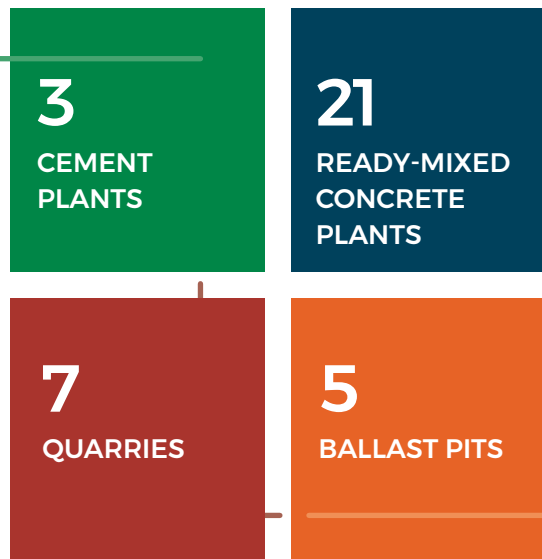 3
CEMENT
PLANTS
21
READY-MIXED
CONCRETE
PLANTS
7
QUARRIES
5
BALLAST PITS